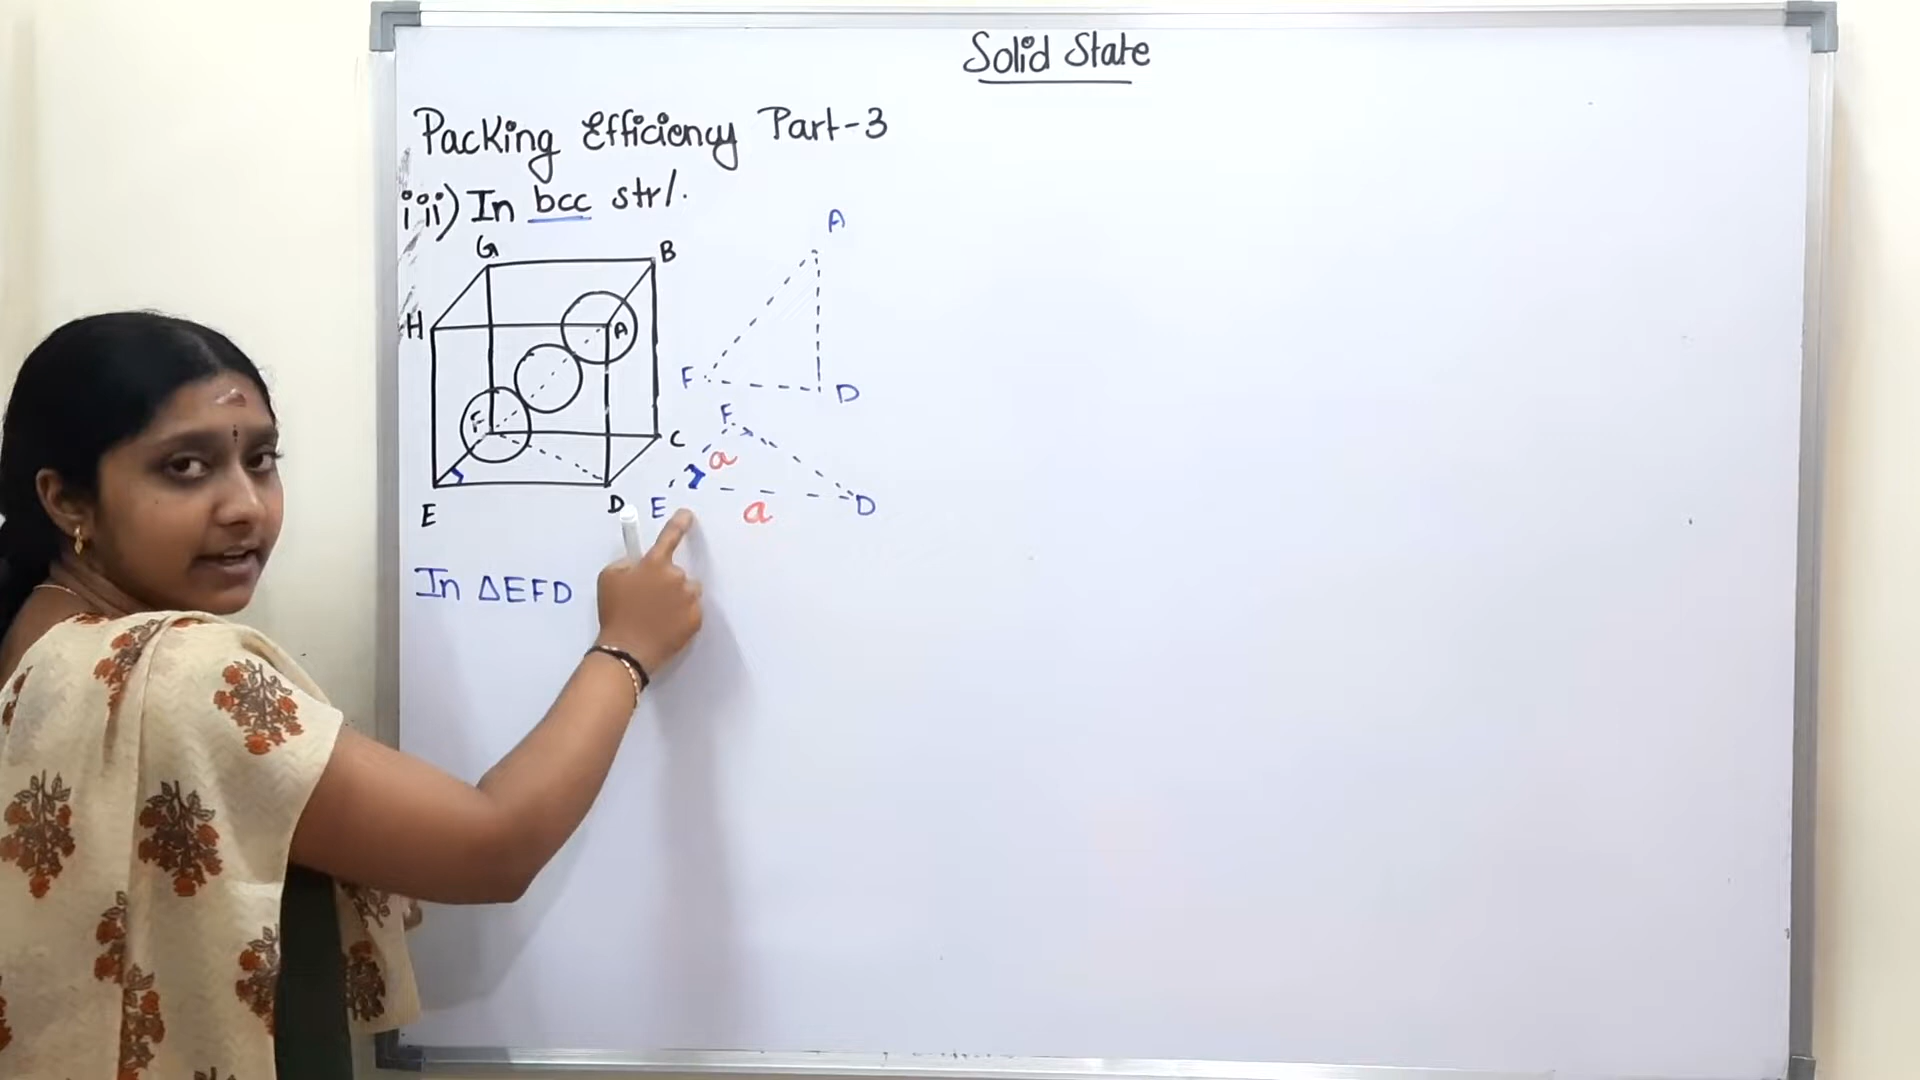 Solid State
Packing Efficiency Part-3
iii) In bcc str/.
G B
H A
F C
E D
A
F D
F
a
E a D
In ΔEFD